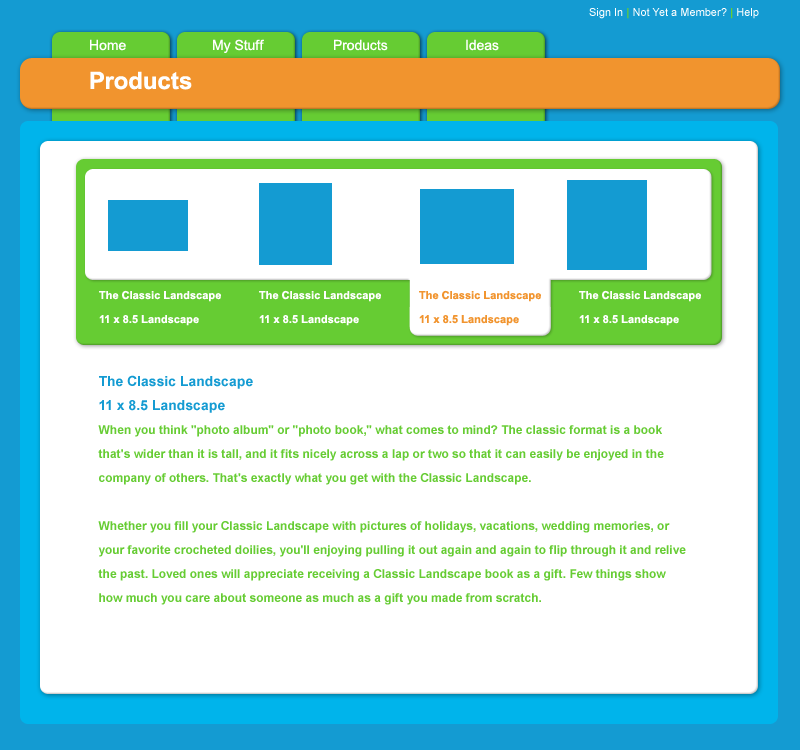 Sign In | Not Yet a Member? | Help
Home My Stuff Products Ideas
Products
The Classic Landscape The Classic Landscape The Classic Landscape The Classic Landscape
11 x 8.5 Landscape 11 x 8.5 Landscape 11 x 8.5 Landscape 11 x 8.5 Landscape
The Classic Landscape
11 x 8.5 Landscape
When you think "photo album" or "photo book," what comes to mind? The classic format is a book
that's wider than it is tall, and it fits nicely across a lap or two so that it can easily be enjoyed in the
company of others. That's exactly what you get with the Classic Landscape.
Whether you fill your Classic Landscape with pictures of holidays, vacations, wedding memories, or
your favorite crocheted doilies, you'll enjoying pulling it out again and again to flip through it and relive
the past. Loved ones will appreciate receiving a Classic Landscape book as a gift. Few things show
how much you care about someone as much as a gift you made from scratch.